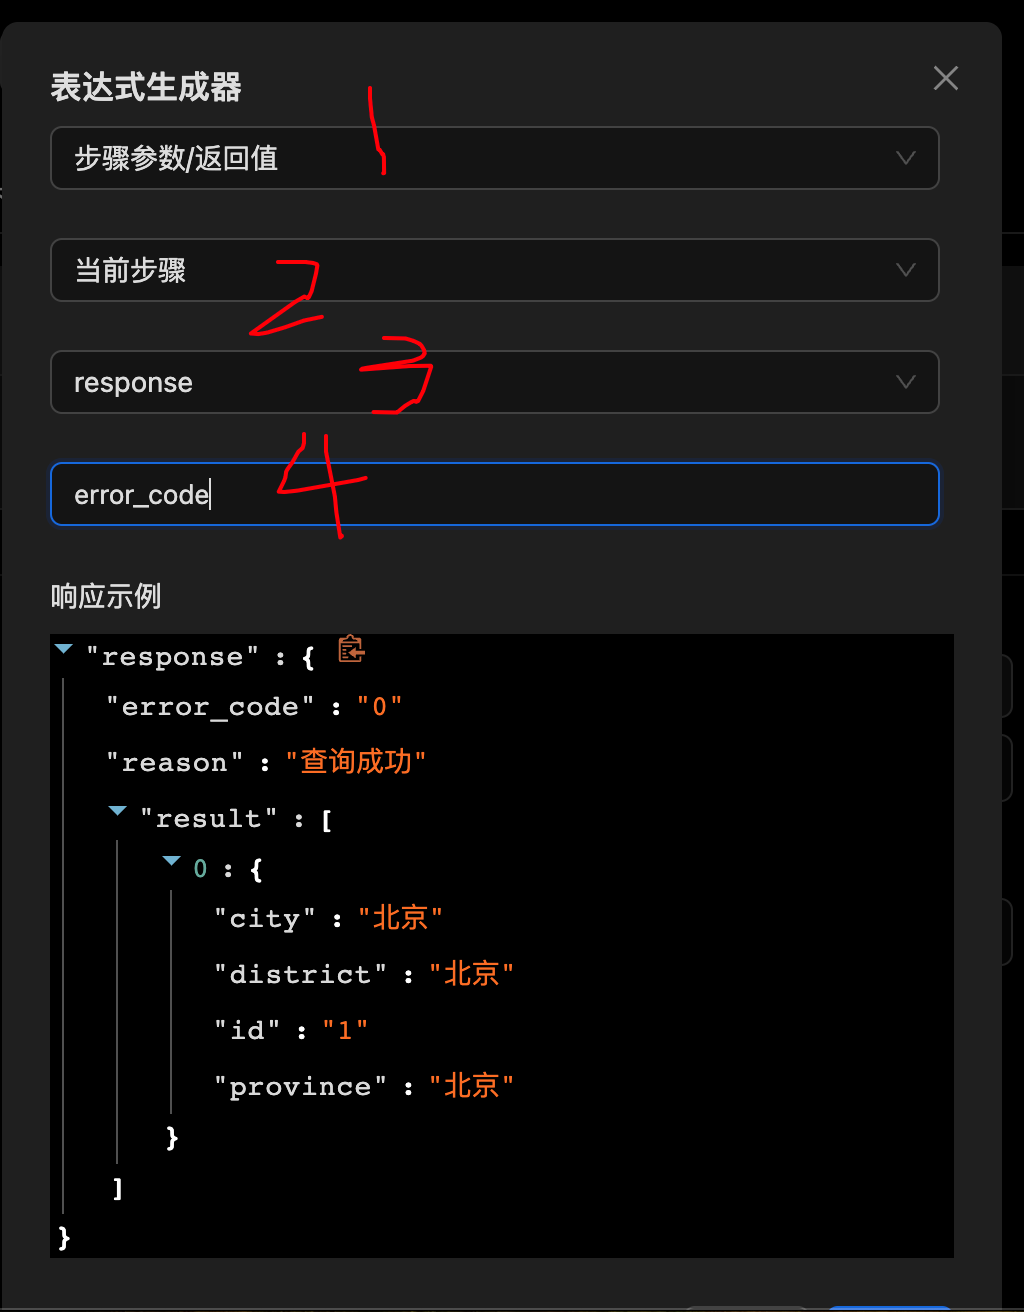 表达式生成器
1
步骤参数/返回值
当前步骤
2
3
response
4
error_code
响应示例
"response" : {
"error_code" : "0"
"reason" : "查询成功"
"result" : [
0 : {
"city" : "北京"
"district" : "北京"
"id" : "1"
"province" : "北京"
}
]
}